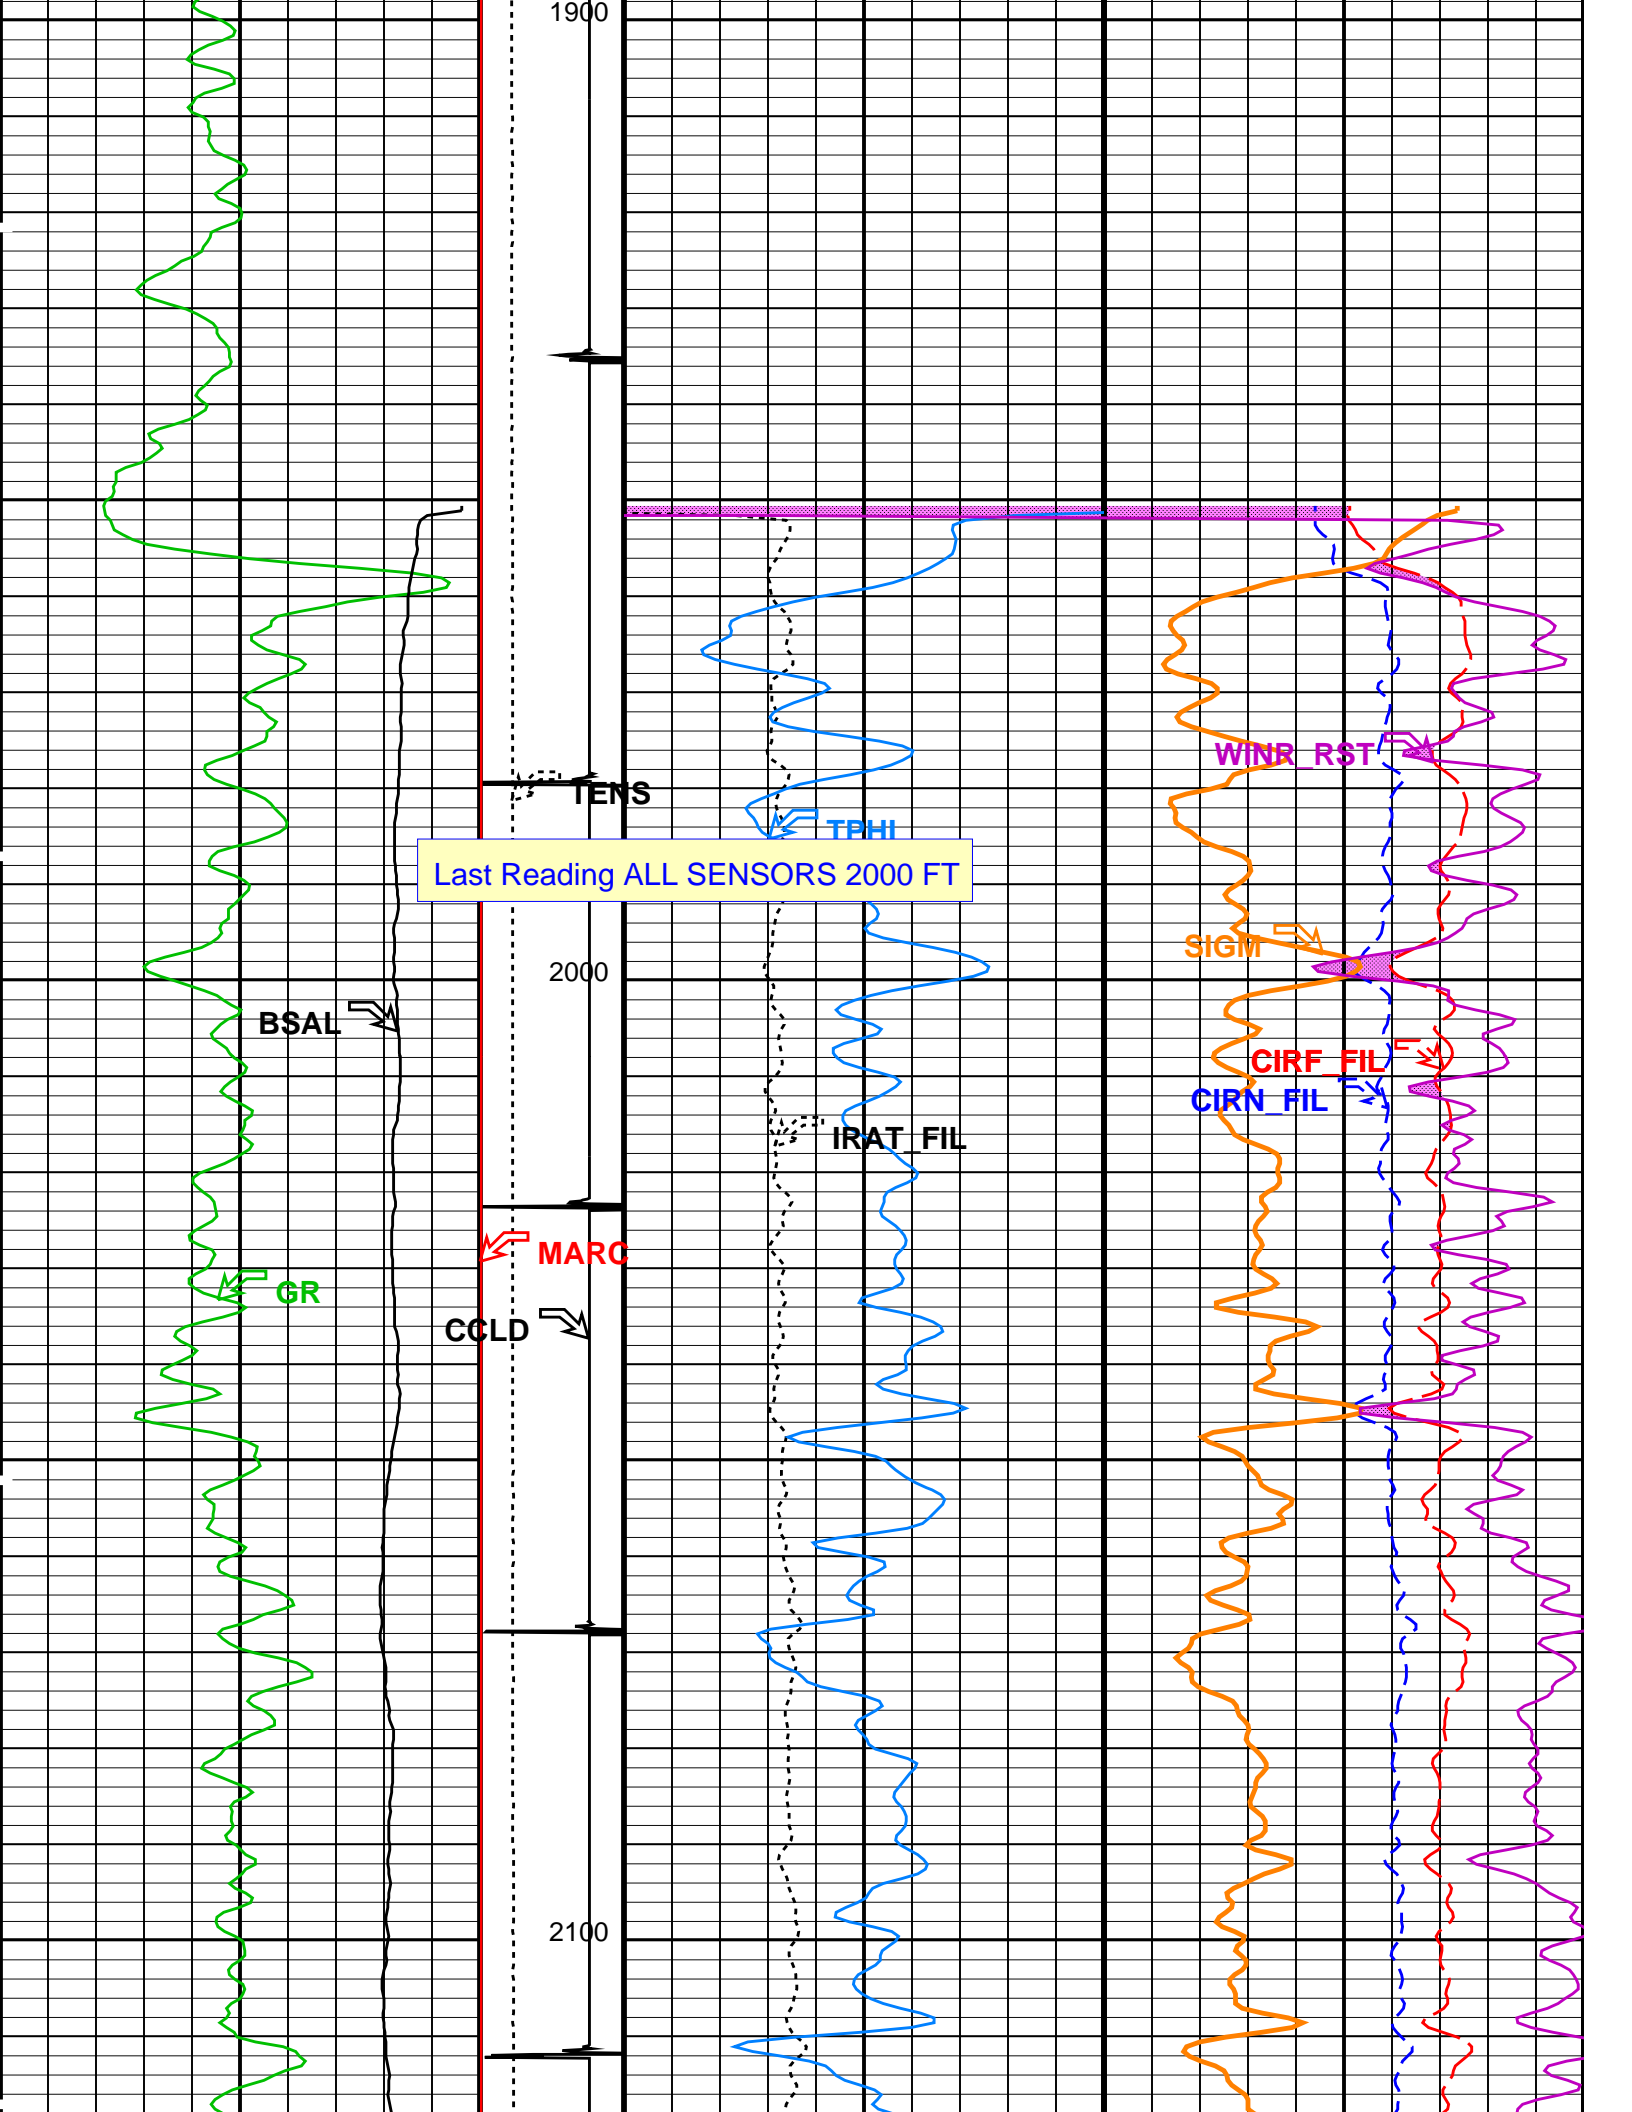 1900
WINR_RST
TENS
TPHI
Last Reading ALL SENSORS 2000 FT
SIGM
2000
BSAL
CIRF_FIL
CIRN_FIL
IRAT_FIL
MARC
GR
CCLD
2100